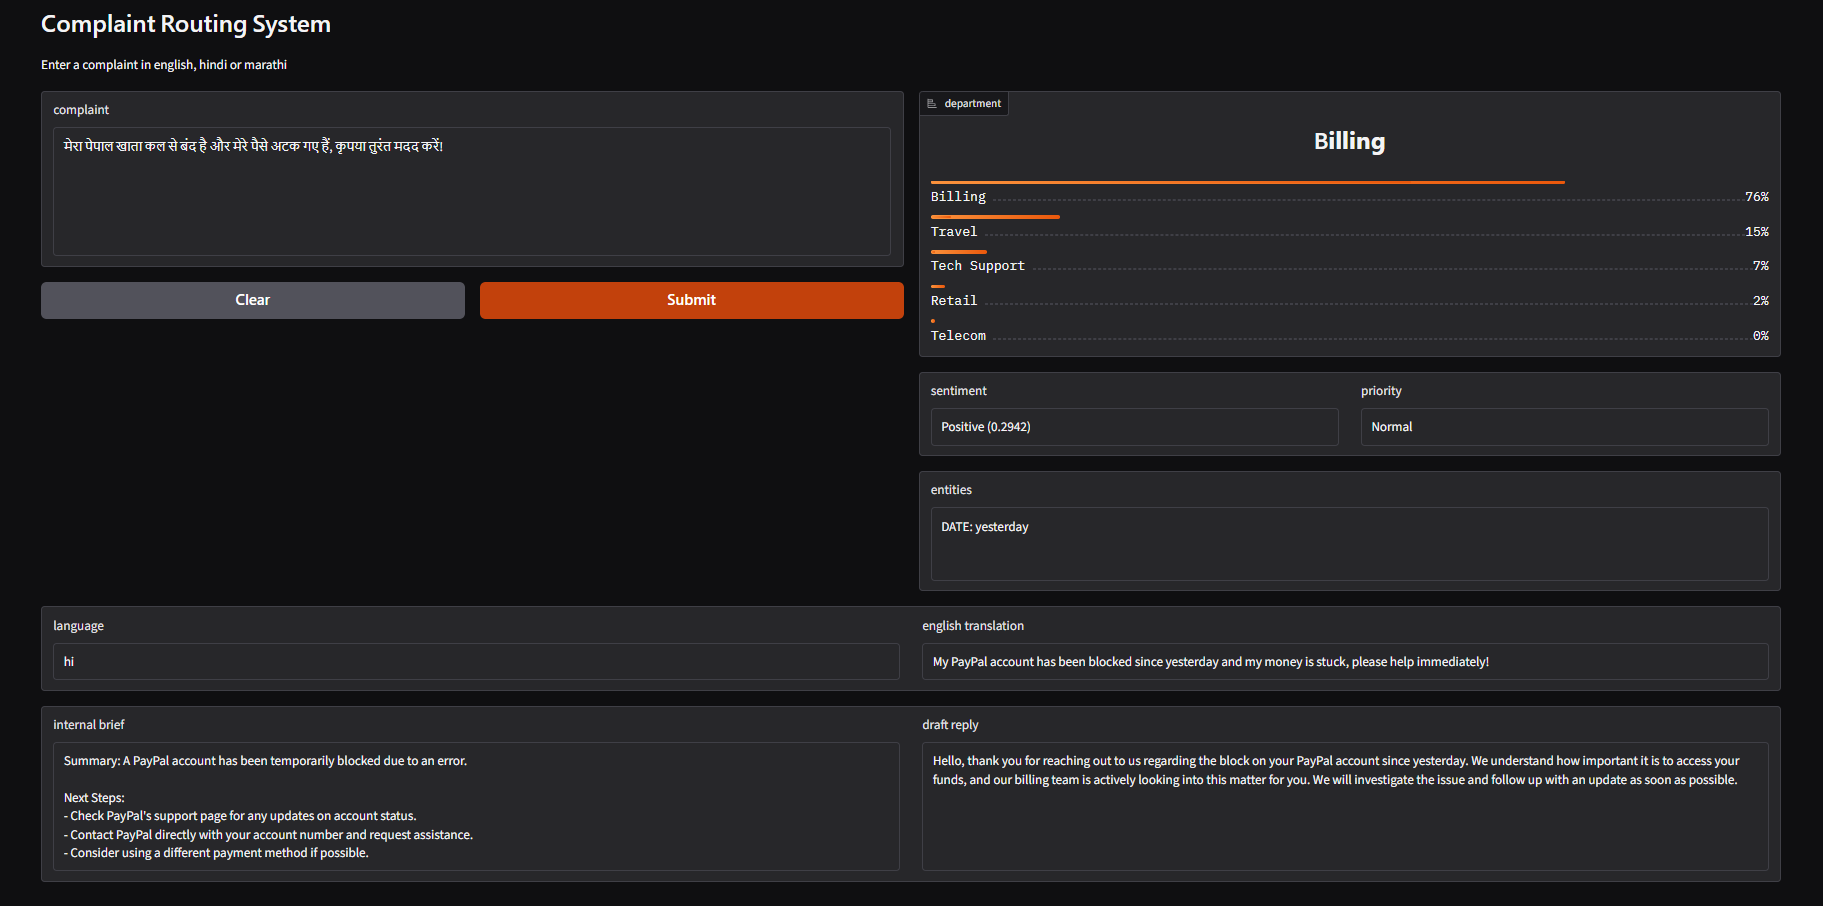 Complaint Routing System
Enter a complaint in english, hindi or marathi
complaint
मेरा पेपाल खाता कल से बंद है और मेरे पैसे अटक गए हैं, कृपया तुरंत मदद करें!
Clear
Submit
department
Billing
Billing 76%
Travel 15%
Tech Support 7%
Retail 2%
Telecom 0%
sentiment
Positive (0.2942)
priority
Normal
entities
DATE: yesterday
language
hi
english translation
My PayPal account has been blocked since yesterday and my money is stuck, please help immediately!
internal brief
Summary: A PayPal account has been temporarily blocked due to an error.
Next Steps:
- Check PayPal's support page for any updates on account status.
- Contact PayPal directly with your account number and request assistance.
- Consider using a different payment method if possible.
draft reply
Hello, thank you for reaching out to us regarding the block on your PayPal account since yesterday. We understand how important it is to access your
funds, and our billing team is actively looking into this matter for you. We will investigate the issue and follow up with an update as soon as possible.